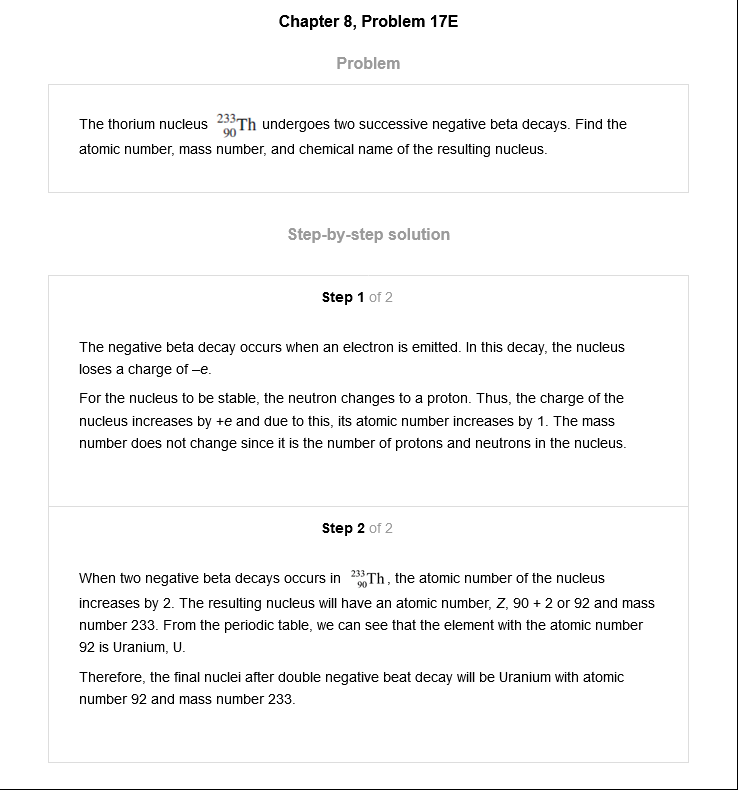 Chapter 8, Problem 17E
Problem
The thorium nucleus ²³³₉₀Th undergoes two successive negative beta decays. Find the
atomic number, mass number, and chemical name of the resulting nucleus.
Step-by-step solution
Step 1 of 2
The negative beta decay occurs when an electron is emitted. In this decay, the nucleus
loses a charge of –e.
For the nucleus to be stable, the neutron changes to a proton. Thus, the charge of the
nucleus increases by +e and due to this, its atomic number increases by 1. The mass
number does not change since it is the number of protons and neutrons in the nucleus.
Step 2 of 2
When two negative beta decays occurs in ²³³₉₀Th, the atomic number of the nucleus
increases by 2. The resulting nucleus will have an atomic number, Z, 90 + 2 or 92 and mass
number 233. From the periodic table, we can see that the element with the atomic number
92 is Uranium, U.
Therefore, the final nuclei after double negative beat decay will be Uranium with atomic
number 92 and mass number 233.